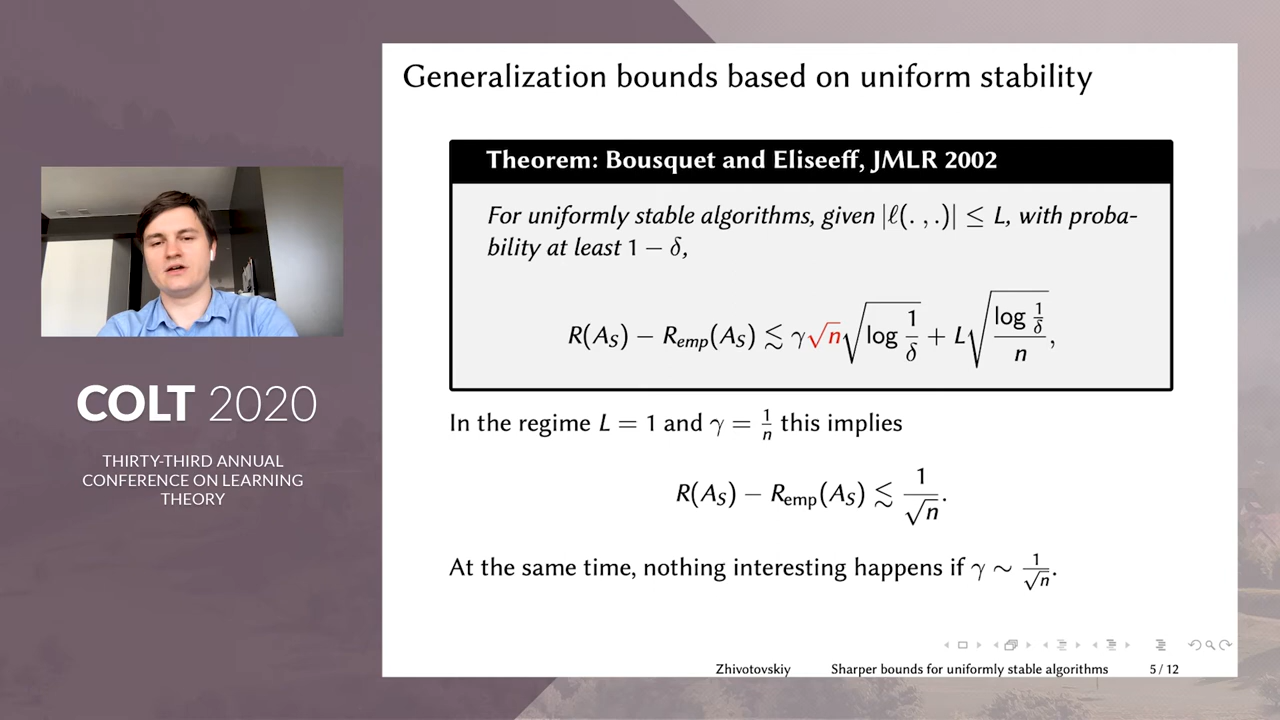 Generalization bounds based on uniform stability
Theorem: Bousquet and Eliseeff, JMLR 2002
For uniformly stable algorithms, given |ℓ(. , .)| ≤ L, with proba-
bility at least 1 − δ,
R(A_S) − R_emp(A_S) ≲ γ√n√(log 1/δ) + L√((log 1/δ)/n),
In the regime L = 1 and γ = 1/n this implies
R(A_S) − R_emp(A_S) ≲ 1/√n.
At the same time, nothing interesting happens if γ ∼ 1/√n.
Zhivotovskiy Sharper bounds for uniformly stable algorithms 5 / 12
COLT 2020
THIRTY-THIRD ANNUAL
CONFERENCE ON LEARNING
THEORY